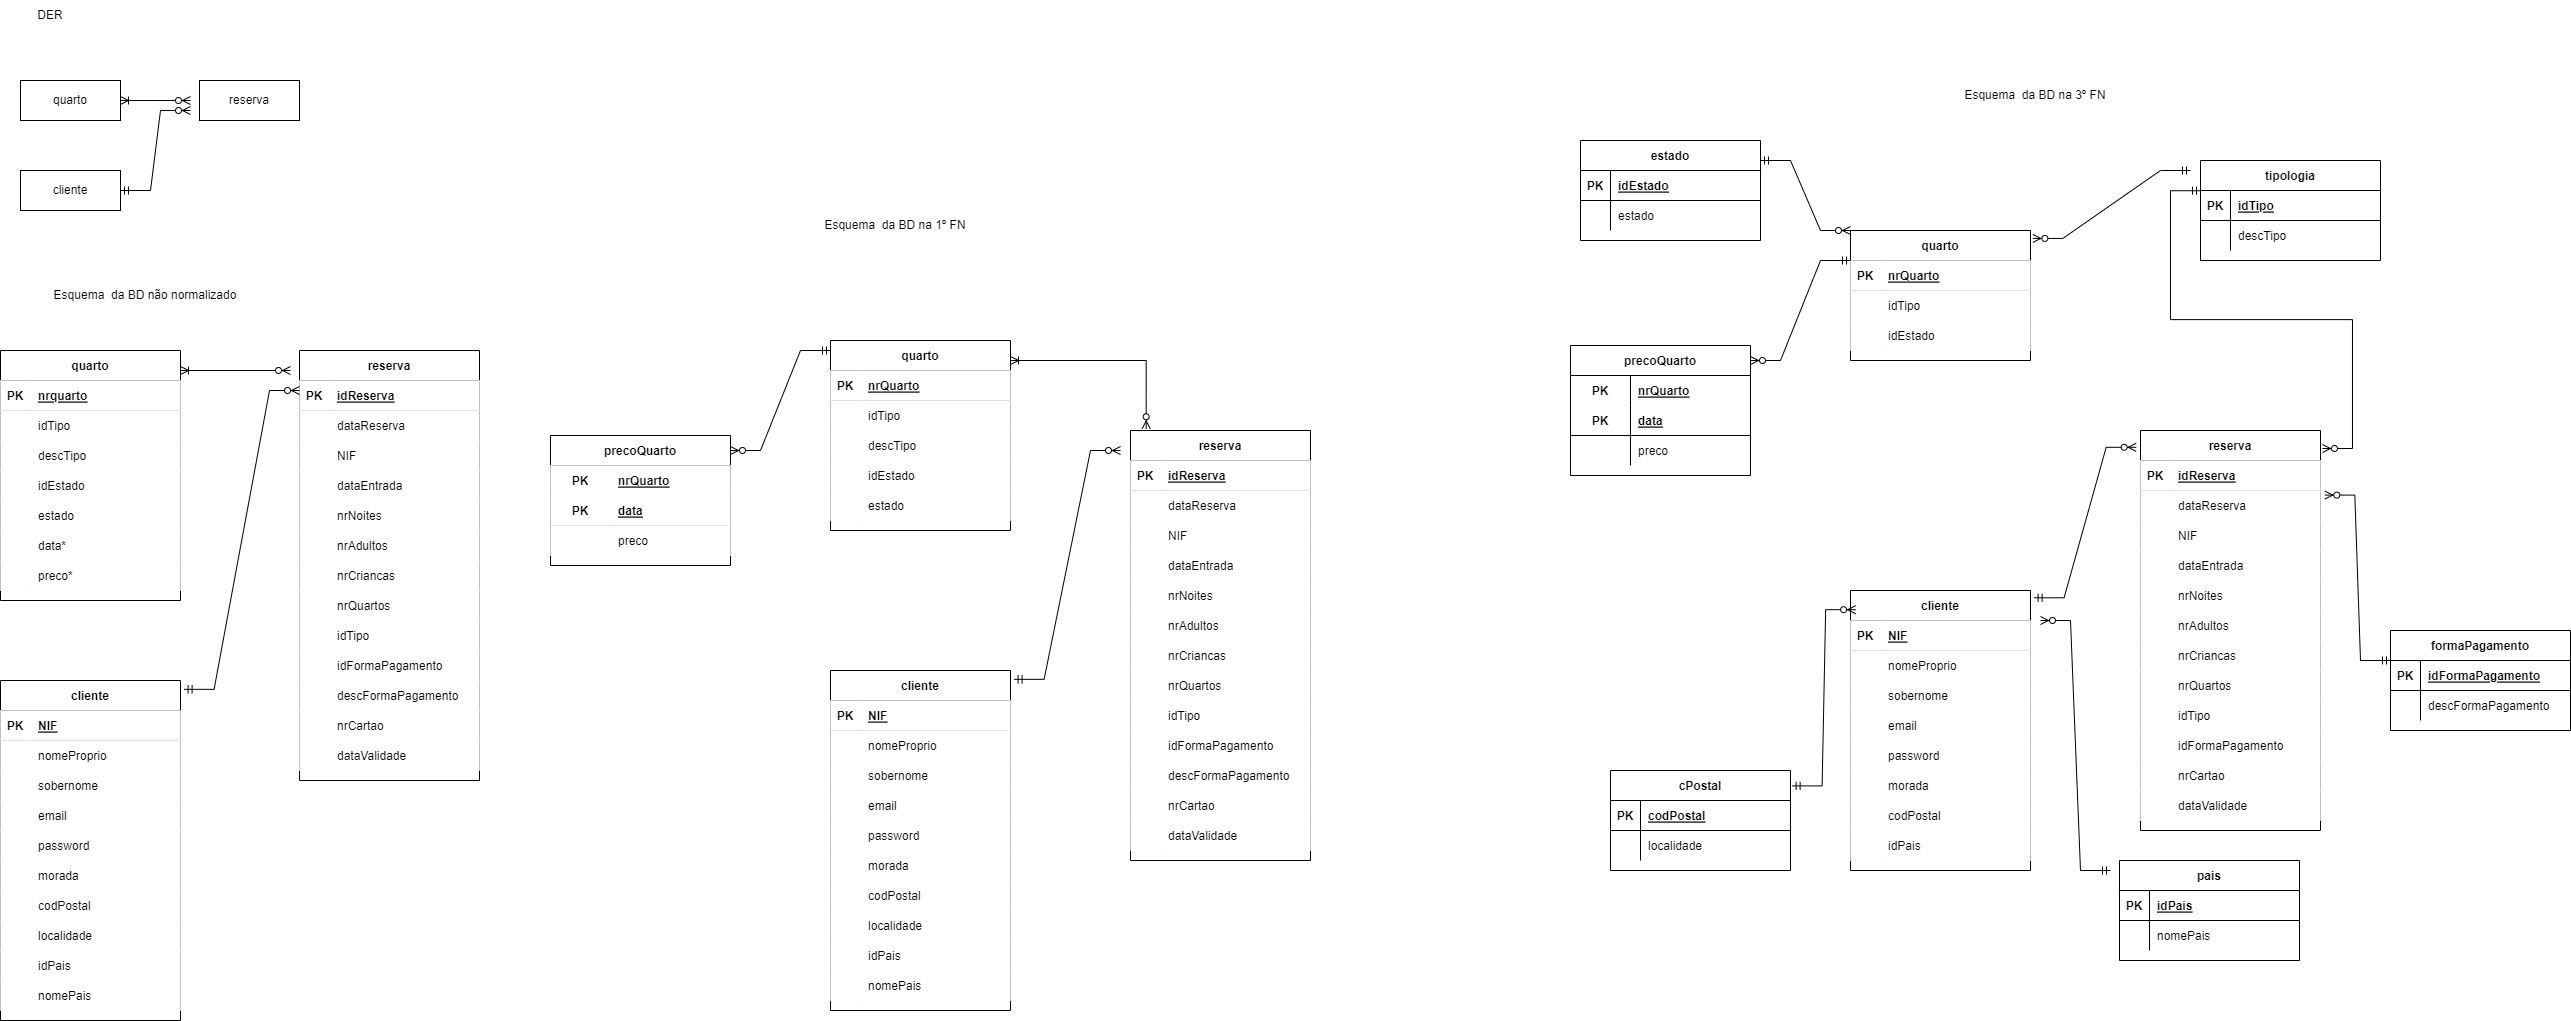 DER
quarto
reserva
cliente
Esquema da BD não normalizado
quarto
PK nrquarto
idTipo
descTipo
idEstado
estado
data*
preco*
reserva
PK idReserva
dataReserva
NIF
dataEntrada
nrNoites
nrAdultos
nrCriancas
nrQuartos
idTipo
idFormaPagamento
descFormaPagamento
nrCartao
dataValidade
cliente
PK NIF
nomeProprio
sobernome
email
password
morada
codPostal
localidade
idPais
nomePais
Esquema da BD na 1º FN
precoQuarto
PK nrQuarto
PK data
preco
quarto
PK nrQuarto
idTipo
descTipo
idEstado
estado
reserva
PK idReserva
dataReserva
NIF
dataEntrada
nrNoites
nrAdultos
nrCriancas
nrQuartos
idTipo
idFormaPagamento
descFormaPagamento
nrCartao
dataValidade
cliente
PK NIF
nomeProprio
sobernome
email
password
morada
codPostal
localidade
idPais
nomePais
Esquema da BD na 3º FN
estado
PK idEstado
estado
tipologia
PK idTipo
descTipo
quarto
PK nrQuarto
idTipo
idEstado
precoQuarto
PK nrQuarto
PK data
preco
reserva
PK idReserva
dataReserva
NIF
dataEntrada
nrNoites
nrAdultos
nrCriancas
nrQuartos
idTipo
idFormaPagamento
nrCartao
dataValidade
cliente
PK NIF
nomeProprio
sobernome
email
password
morada
codPostal
idPais
formaPagamento
PK idFormaPagamento
descFormaPagamento
cPostal
PK codPostal
localidade
pais
PK idPais
nomePais